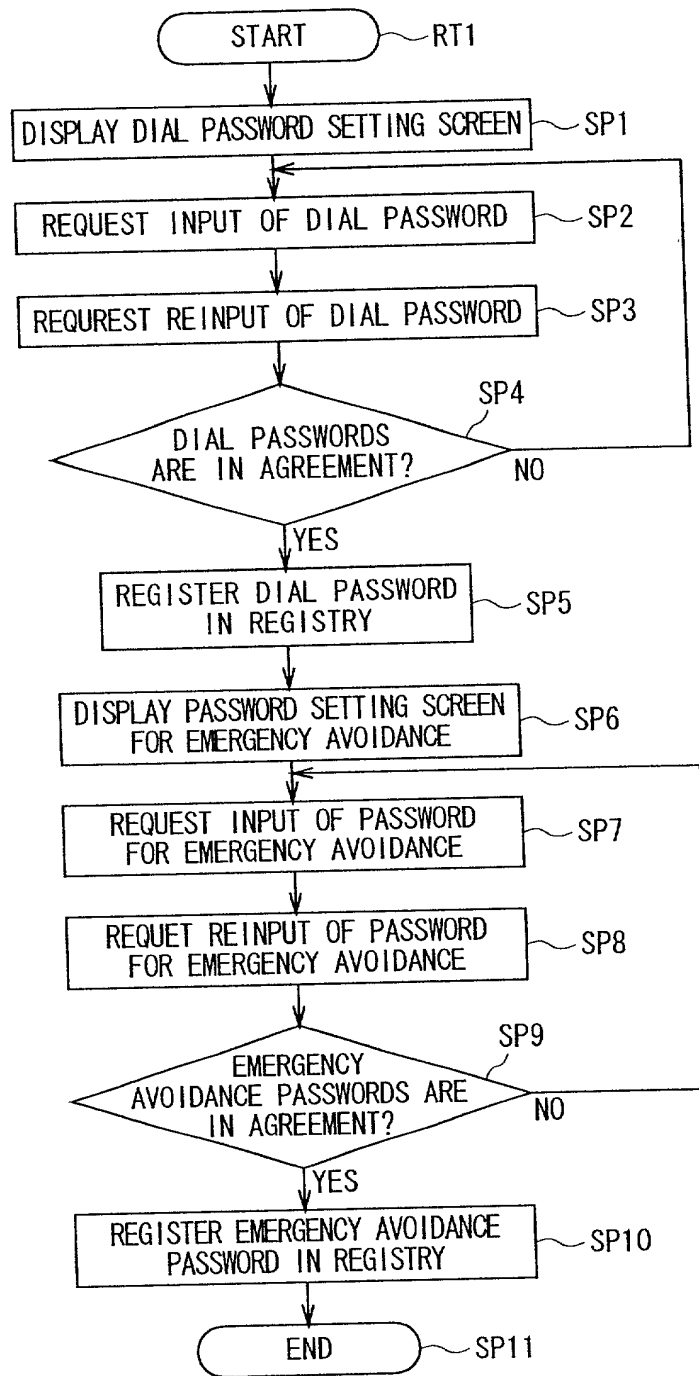 START
RT1
DISPLAY DIAL PASSWORD SETTING SCREEN
SP1
REQUEST INPUT OF DIAL PASSWORD
SP2
REQUREST REINPUT OF DIAL PASSWORD
SP3
SP4
DIAL PASSWORDS
ARE IN AGREEMENT?
NO
YES
REGISTER DIAL PASSWORD
IN REGISTRY
SP5
DISPLAY PASSWORD SETTING SCREEN
FOR EMERGENCY AVOIDANCE
SP6
REQUEST INPUT OF PASSWORD
FOR EMERGENCY AVOIDANCE
SP7
REQUET REINPUT OF PASSWORD
FOR EMERGENCY AVOIDANCE
SP8
SP9
EMERGENCY
AVOIDANCE PASSWORDS ARE
IN AGREEMENT?
NO
YES
REGISTER EMERGENCY AVOIDANCE
PASSWORD IN REGISTRY
SP10
END
SP11